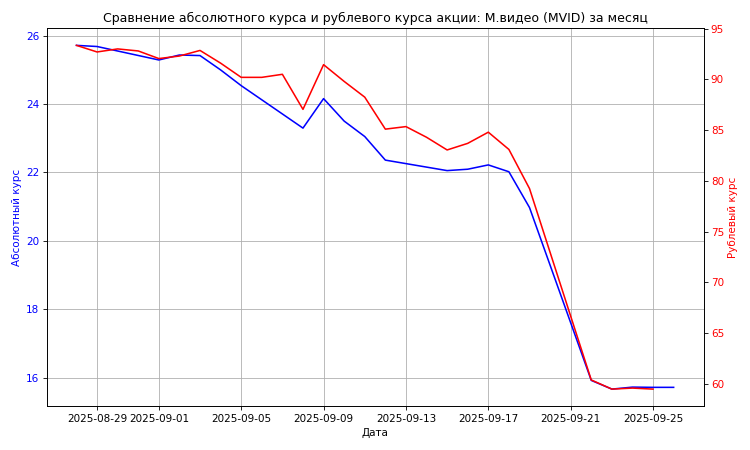 Сравнение абсолютного курса и рублевого курса акции: М.видео (MVID) за месяц
26
24
22
20
18
16
Абсолютный курс
95
90
85
80
75
70
65
60
Рублевый курс
2025-08-29 2025-09-01 2025-09-05 2025-09-09 2025-09-13 2025-09-17 2025-09-21 2025-09-25
Дата